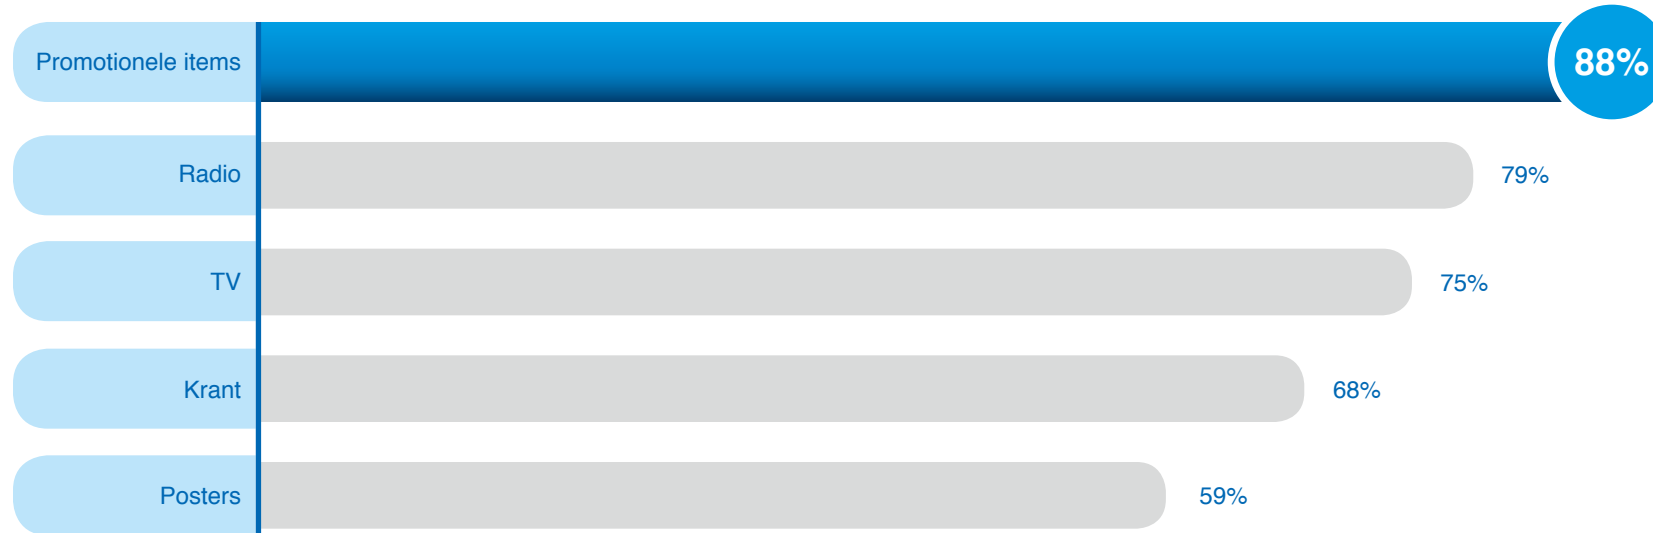 Promotionele items 88%
Radio 79%
TV 75%
Krant 68%
Posters 59%